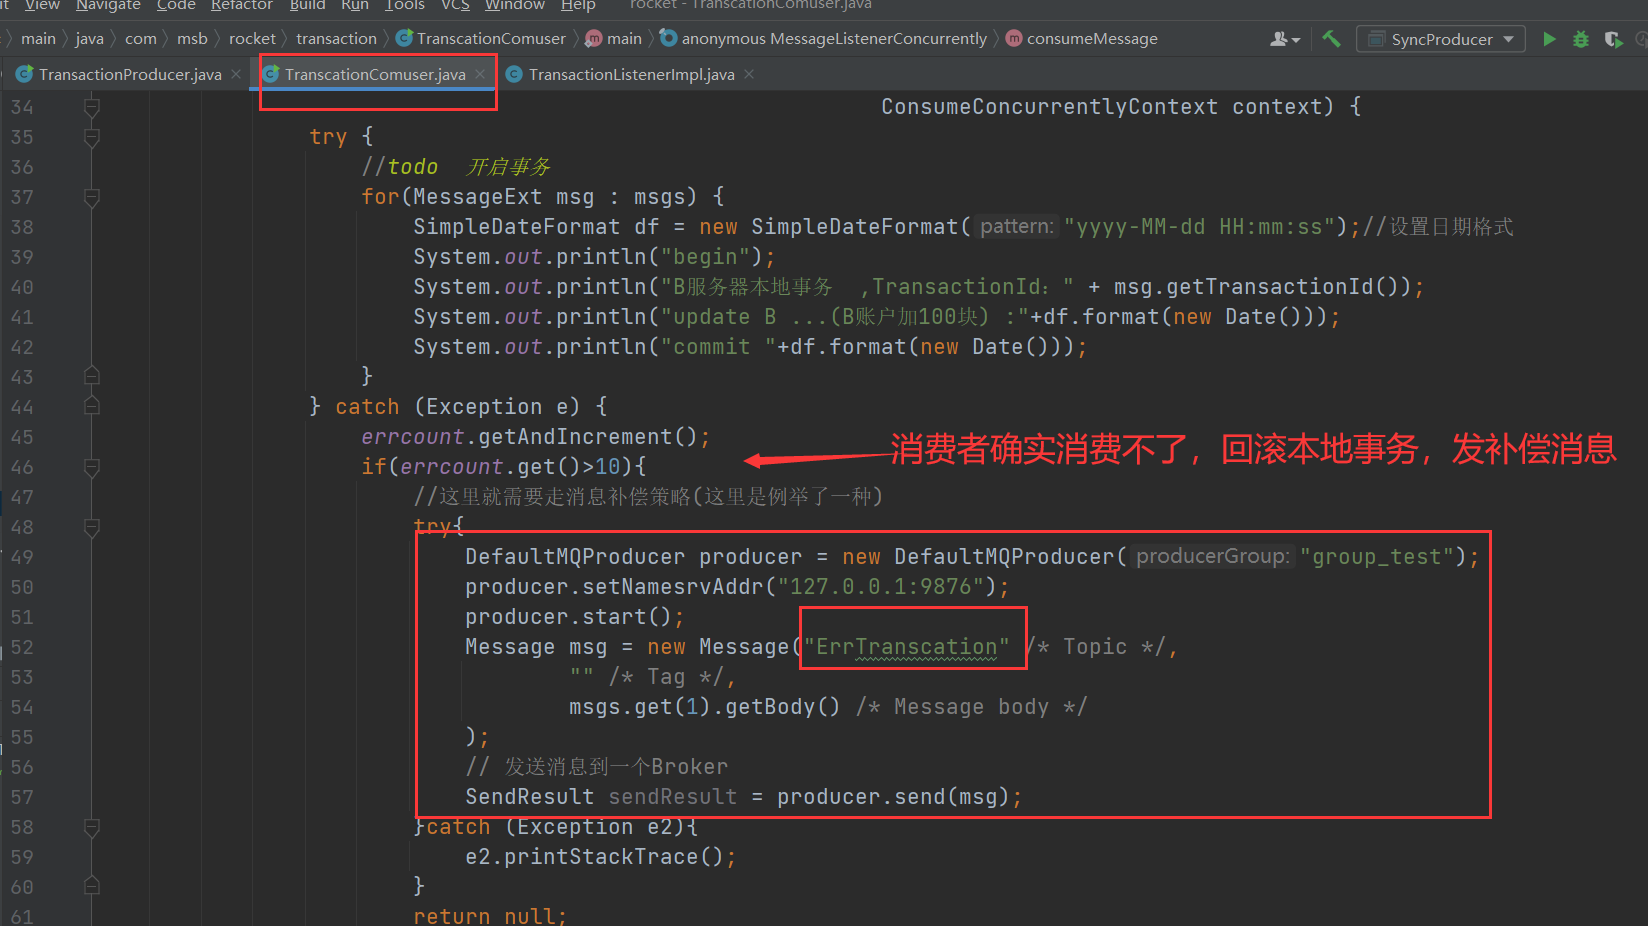 View Navigate Code Refactor Build Run Tools VCS Window Help rocket - TranscationComuser.java
main java com msb rocket transaction TranscationComuser main anonymous MessageListenerConcurrently consumeMessage SyncProducer
TransactionProducer.java TranscationComuser.java TransactionListenerImpl.java
34 ConsumeConcurrentlyContext context) {
35 try {
36 //todo 开启事务
37 for(MessageExt msg : msgs) {
38 SimpleDateFormat df = new SimpleDateFormat( pattern: "yyyy-MM-dd HH:mm:ss");//设置日期格式
39 System.out.println("begin");
40 System.out.println("B服务器本地事务 ,TransactionId：" + msg.getTransactionId());
41 System.out.println("update B ...(B账户加100块) :"+df.format(new Date()));
42 System.out.println("commit "+df.format(new Date()));
43 }
44 } catch (Exception e) {
45 errcount.getAndIncrement();
消费者确实消费不了，回滚本地事务，发补偿消息
46 if(errcount.get()>10){
47 //这里就需要走消息补偿策略(这里是例举了一种)
48 try{
49 DefaultMQProducer producer = new DefaultMQProducer( producerGroup: "group_test");
50 producer.setNamesrvAddr("127.0.0.1:9876");
51 producer.start();
52 Message msg = new Message("ErrTranscation" /* Topic */,
53 "" /* Tag */,
54 msgs.get(1).getBody() /* Message body */
55 );
56 // 发送消息到一个Broker
57 SendResult sendResult = producer.send(msg);
58 }catch (Exception e2){
59 e2.printStackTrace();
60 }
61 return null;